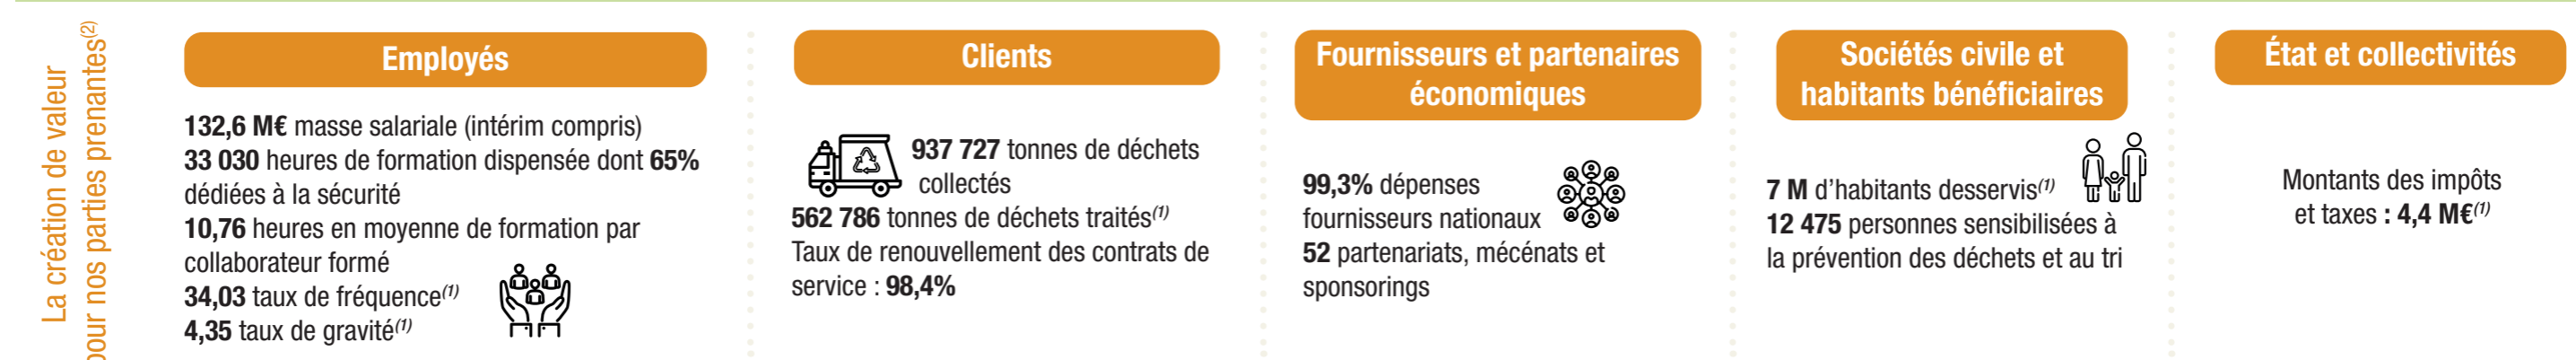 La création de valeur
pour nos parties prenantes(2)
Employés
132,6 M€ masse salariale (intérim compris)
33 030 heures de formation dispensée dont 65%
dédiées à la sécurité
10,76 heures en moyenne de formation par
collaborateur formé
34,03 taux de fréquence(1)
4,35 taux de gravité(1)
Clients
937 727 tonnes de déchets
collectés
562 786 tonnes de déchets traités(1)
Taux de renouvellement des contrats de
service : 98,4%
Fournisseurs et partenaires
économiques
99,3% dépenses
fournisseurs nationaux
52 partenariats, mécénats et
sponsorings
Sociétés civile et
habitants bénéficiaires
7 M d’habitants desservis(1)
12 475 personnes sensibilisées à
la prévention des déchets et au tri
État et collectivités
Montants des impôts
et taxes : 4,4 M€(1)